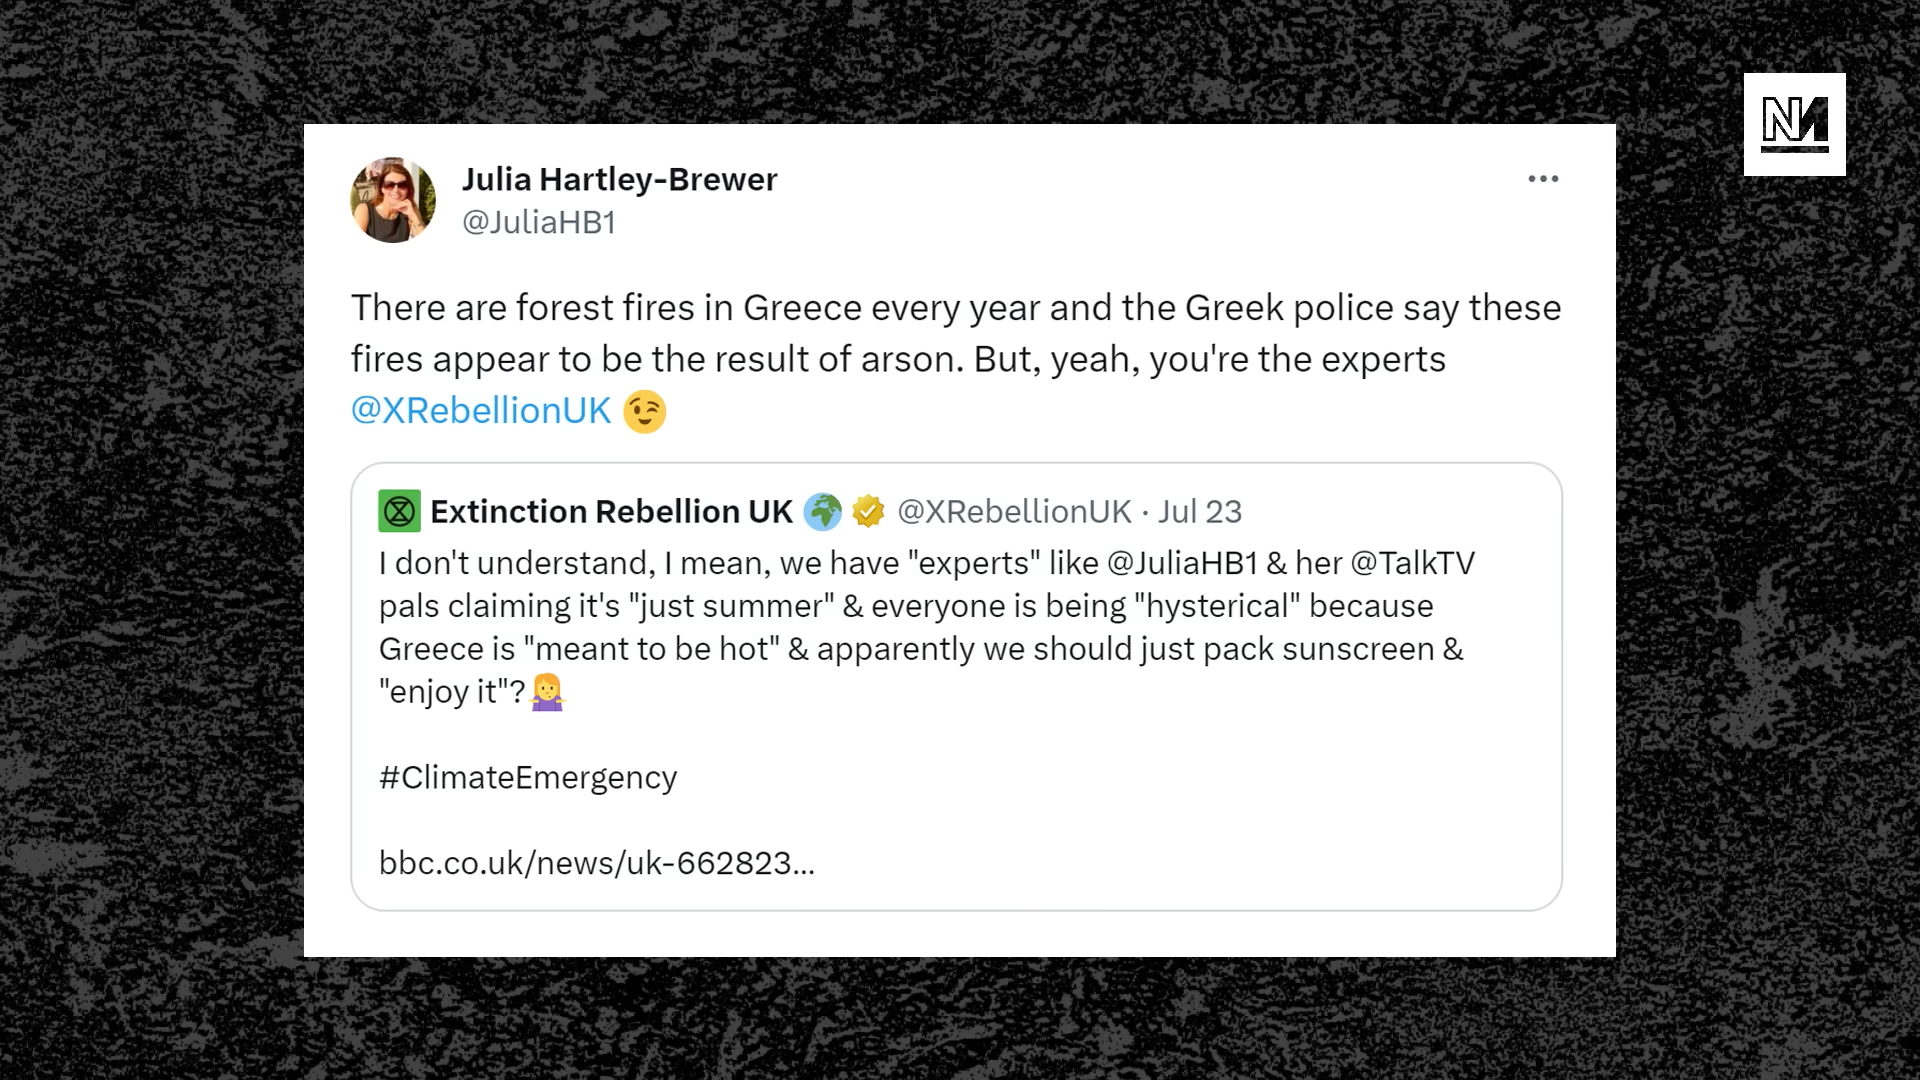 Julia Hartley-Brewer
@JuliaHB1
There are forest fires in Greece every year and the Greek police say these
fires appear to be the result of arson. But, yeah, you're the experts
@XRebellionUK 😉
Extinction Rebellion UK 🌍 @XRebellionUK · Jul 23
I don't understand, I mean, we have "experts" like @JuliaHB1 & her @TalkTV
pals claiming it's "just summer" & everyone is being "hysterical" because
Greece is "meant to be hot" & apparently we should just pack sunscreen &
"enjoy it"?🤷‍♀️
#ClimateEmergency
bbc.co.uk/news/uk-662823...
NM